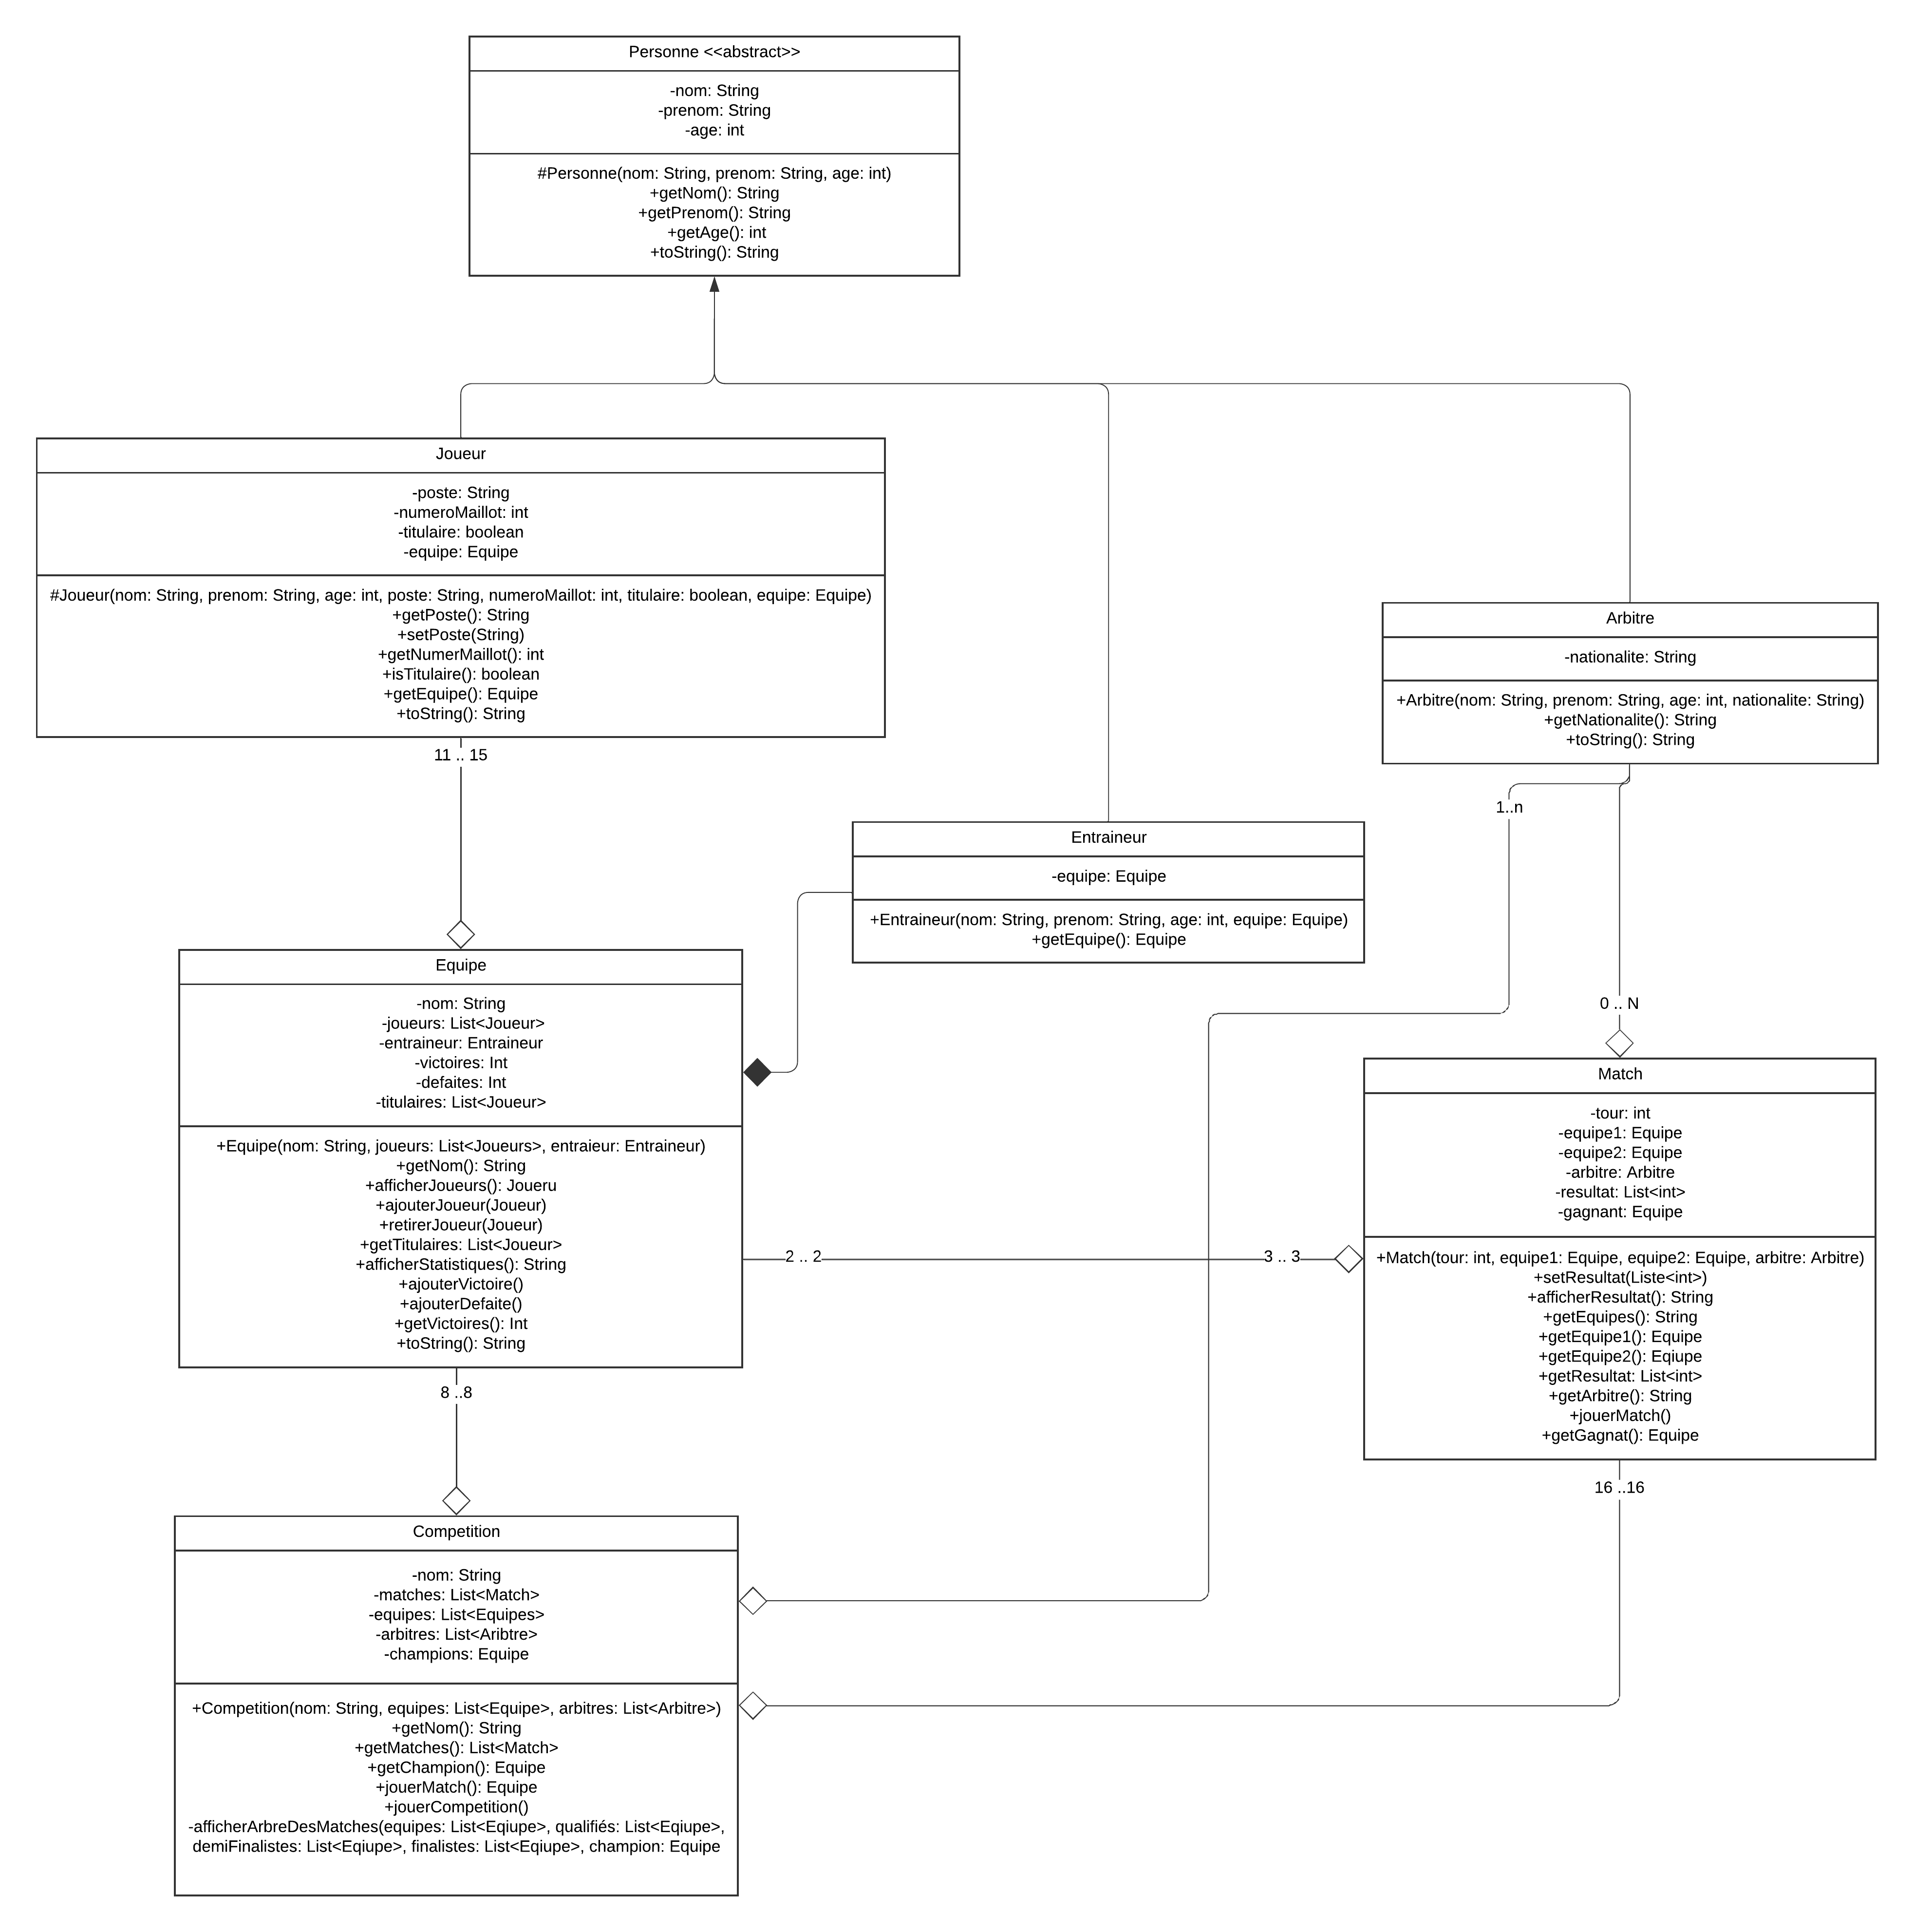 Personne <<abstract>>
-nom: String
-prenom: String
-age: int
#Personne(nom: String, prenom: String, age: int)
+getNom(): String
+getPrenom(): String
+getAge(): int
+toString(): String
Joueur
-poste: String
-numeroMaillot: int
-titulaire: boolean
-equipe: Equipe
#Joueur(nom: String, prenom: String, age: int, poste: String, numeroMaillot: int, titulaire: boolean, equipe: Equipe)
+getPoste(): String
+setPoste(String)
+getNumerMaillot(): int
+isTitulaire(): boolean
+getEquipe(): Equipe
+toString(): String
11 .. 15
Arbitre
-nationalite: String
+Arbitre(nom: String, prenom: String, age: int, nationalite: String)
+getNationalite(): String
+toString(): String
1..n
0 .. N
Entraineur
-equipe: Equipe
+Entraineur(nom: String, prenom: String, age: int, equipe: Equipe)
+getEquipe(): Equipe
Equipe
-nom: String
-joueurs: List<Joueur>
-entraineur: Entraineur
-victoires: Int
-defaites: Int
-titulaires: List<Joueur>
+Equipe(nom: String, joueurs: List<Joueurs>, entraieur: Entraineur)
+getNom(): String
+afficherJoueurs(): Joueru
+ajouterJoueur(Joueur)
+retirerJoueur(Joueur)
+getTitulaires: List<Joueur>
+afficherStatistiques(): String
+ajouterVictoire()
+ajouterDefaite()
+getVictoires(): Int
+toString(): String
2 .. 2
3 .. 3
8 ..8
Match
-tour: int
-equipe1: Equipe
-equipe2: Equipe
-arbitre: Arbitre
-resultat: List<int>
-gagnant: Equipe
+Match(tour: int, equipe1: Equipe, equipe2: Equipe, arbitre: Arbitre)
+setResultat(Liste<int>)
+afficherResultat(): String
+getEquipes(): String
+getEquipe1(): Equipe
+getEquipe2(): Eqiupe
+getResultat: List<int>
+getArbitre(): String
+jouerMatch()
+getGagnat(): Equipe
16 ..16
Competition
-nom: String
-matches: List<Match>
-equipes: List<Equipes>
-arbitres: List<Aribtre>
-champions: Equipe
+Competition(nom: String, equipes: List<Equipe>, arbitres: List<Arbitre>)
+getNom(): String
+getMatches(): List<Match>
+getChampion(): Equipe
+jouerMatch(): Equipe
+jouerCompetition()
-afficherArbreDesMatches(equipes: List<Eqiupe>, qualifiés: List<Eqiupe>,
demiFinalistes: List<Eqiupe>, finalistes: List<Eqiupe>, champion: Equipe